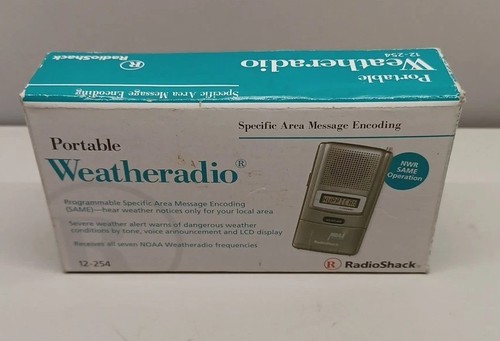 Portable
Weatheradio
12-254
® RadioShack
Specific Area Message Encoding
Specific Area Message Encoding
Portable
Weatheradio®
Programmable Specific Area Message Encoding
(SAME)—hear weather notices only for your local area
Severe weather alert warns of dangerous weather
conditions by tone, voice announcement and LCD display
Receives all seven NOAA Weatheradio frequencies
12-254
NWR
SAME
Operation
® RadioShack®